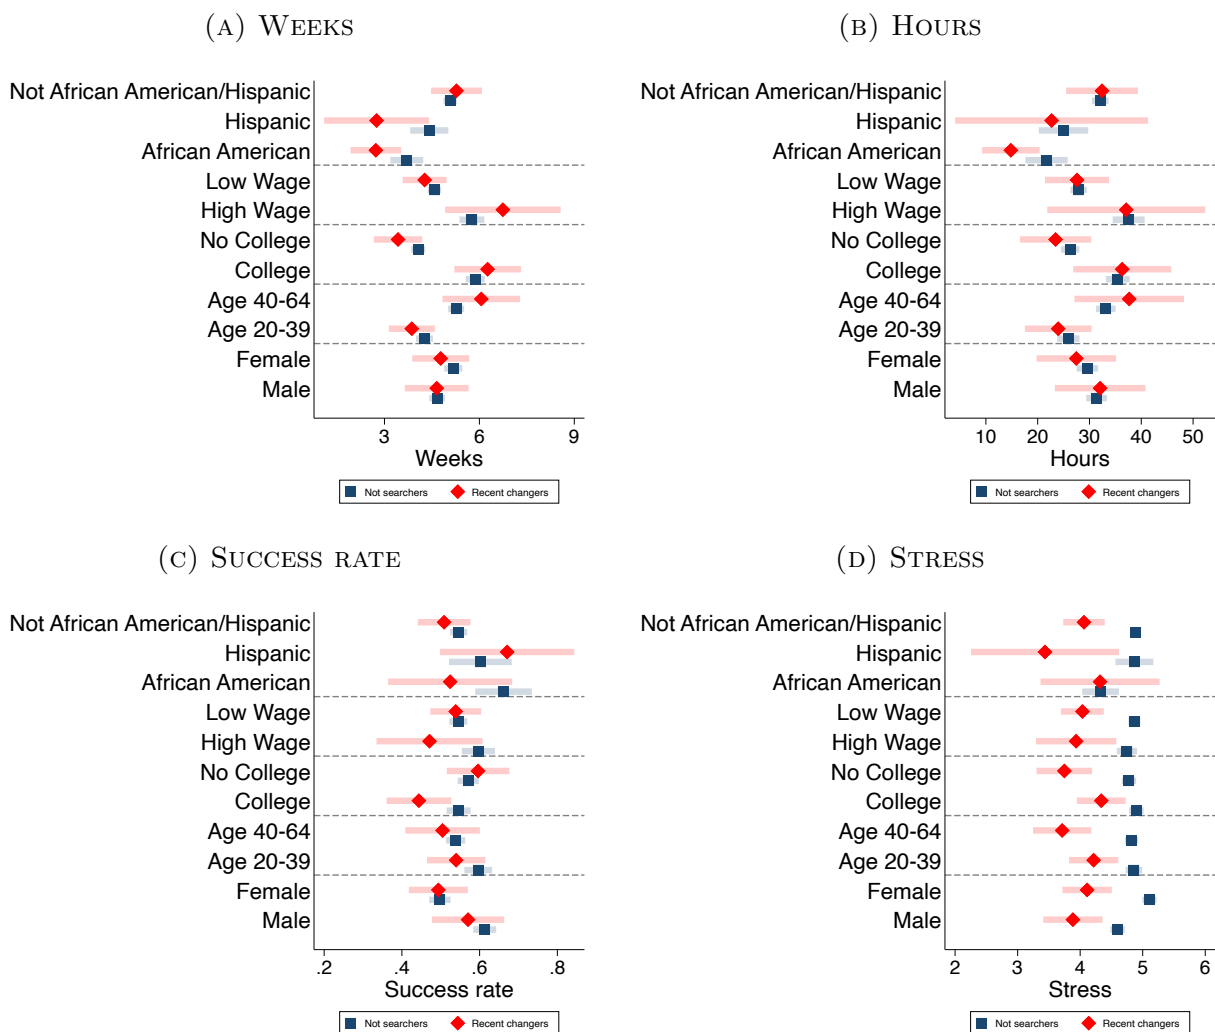 (A) WEEKS
Not African American/Hispanic
Hispanic
African American
Low Wage
High Wage
No College
College
Age 40-64
Age 20-39
Female
Male
3 6 9
Weeks
Not searchers Recent changers
(B) HOURS
Not African American/Hispanic
Hispanic
African American
Low Wage
High Wage
No College
College
Age 40-64
Age 20-39
Female
Male
10 20 30 40 50
Hours
Not searchers Recent changers
(C) SUCCESS RATE
Not African American/Hispanic
Hispanic
African American
Low Wage
High Wage
No College
College
Age 40-64
Age 20-39
Female
Male
.2 .4 .6 .8
Success rate
Not searchers Recent changers
(D) STRESS
Not African American/Hispanic
Hispanic
African American
Low Wage
High Wage
No College
College
Age 40-64
Age 20-39
Female
Male
2 3 4 5 6
Stress
Not searchers Recent changers